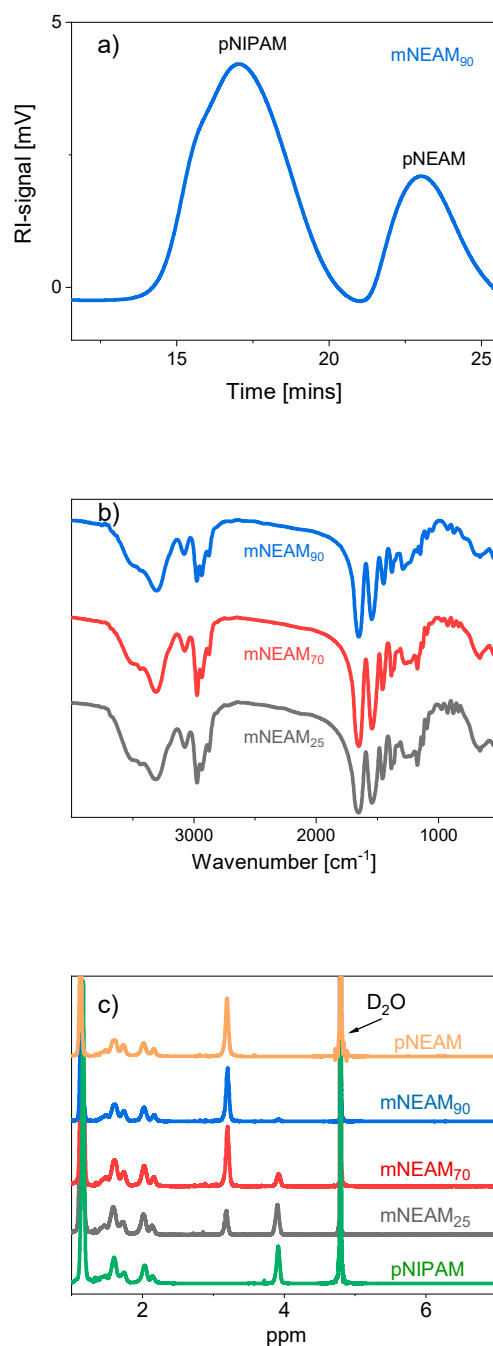 a)
pNIPAM
mNEAM₉₀
pNEAM
RI-signal [mV]
5
0
15
20
25
Time [mins]
b)
mNEAM₉₀
mNEAM₇₀
mNEAM₂₅
3000
2000
1000
Wavenumber [cm⁻¹]
c)
D₂O
pNEAM
mNEAM₉₀
mNEAM₇₀
mNEAM₂₅
pNIPAM
2
4
6
ppm